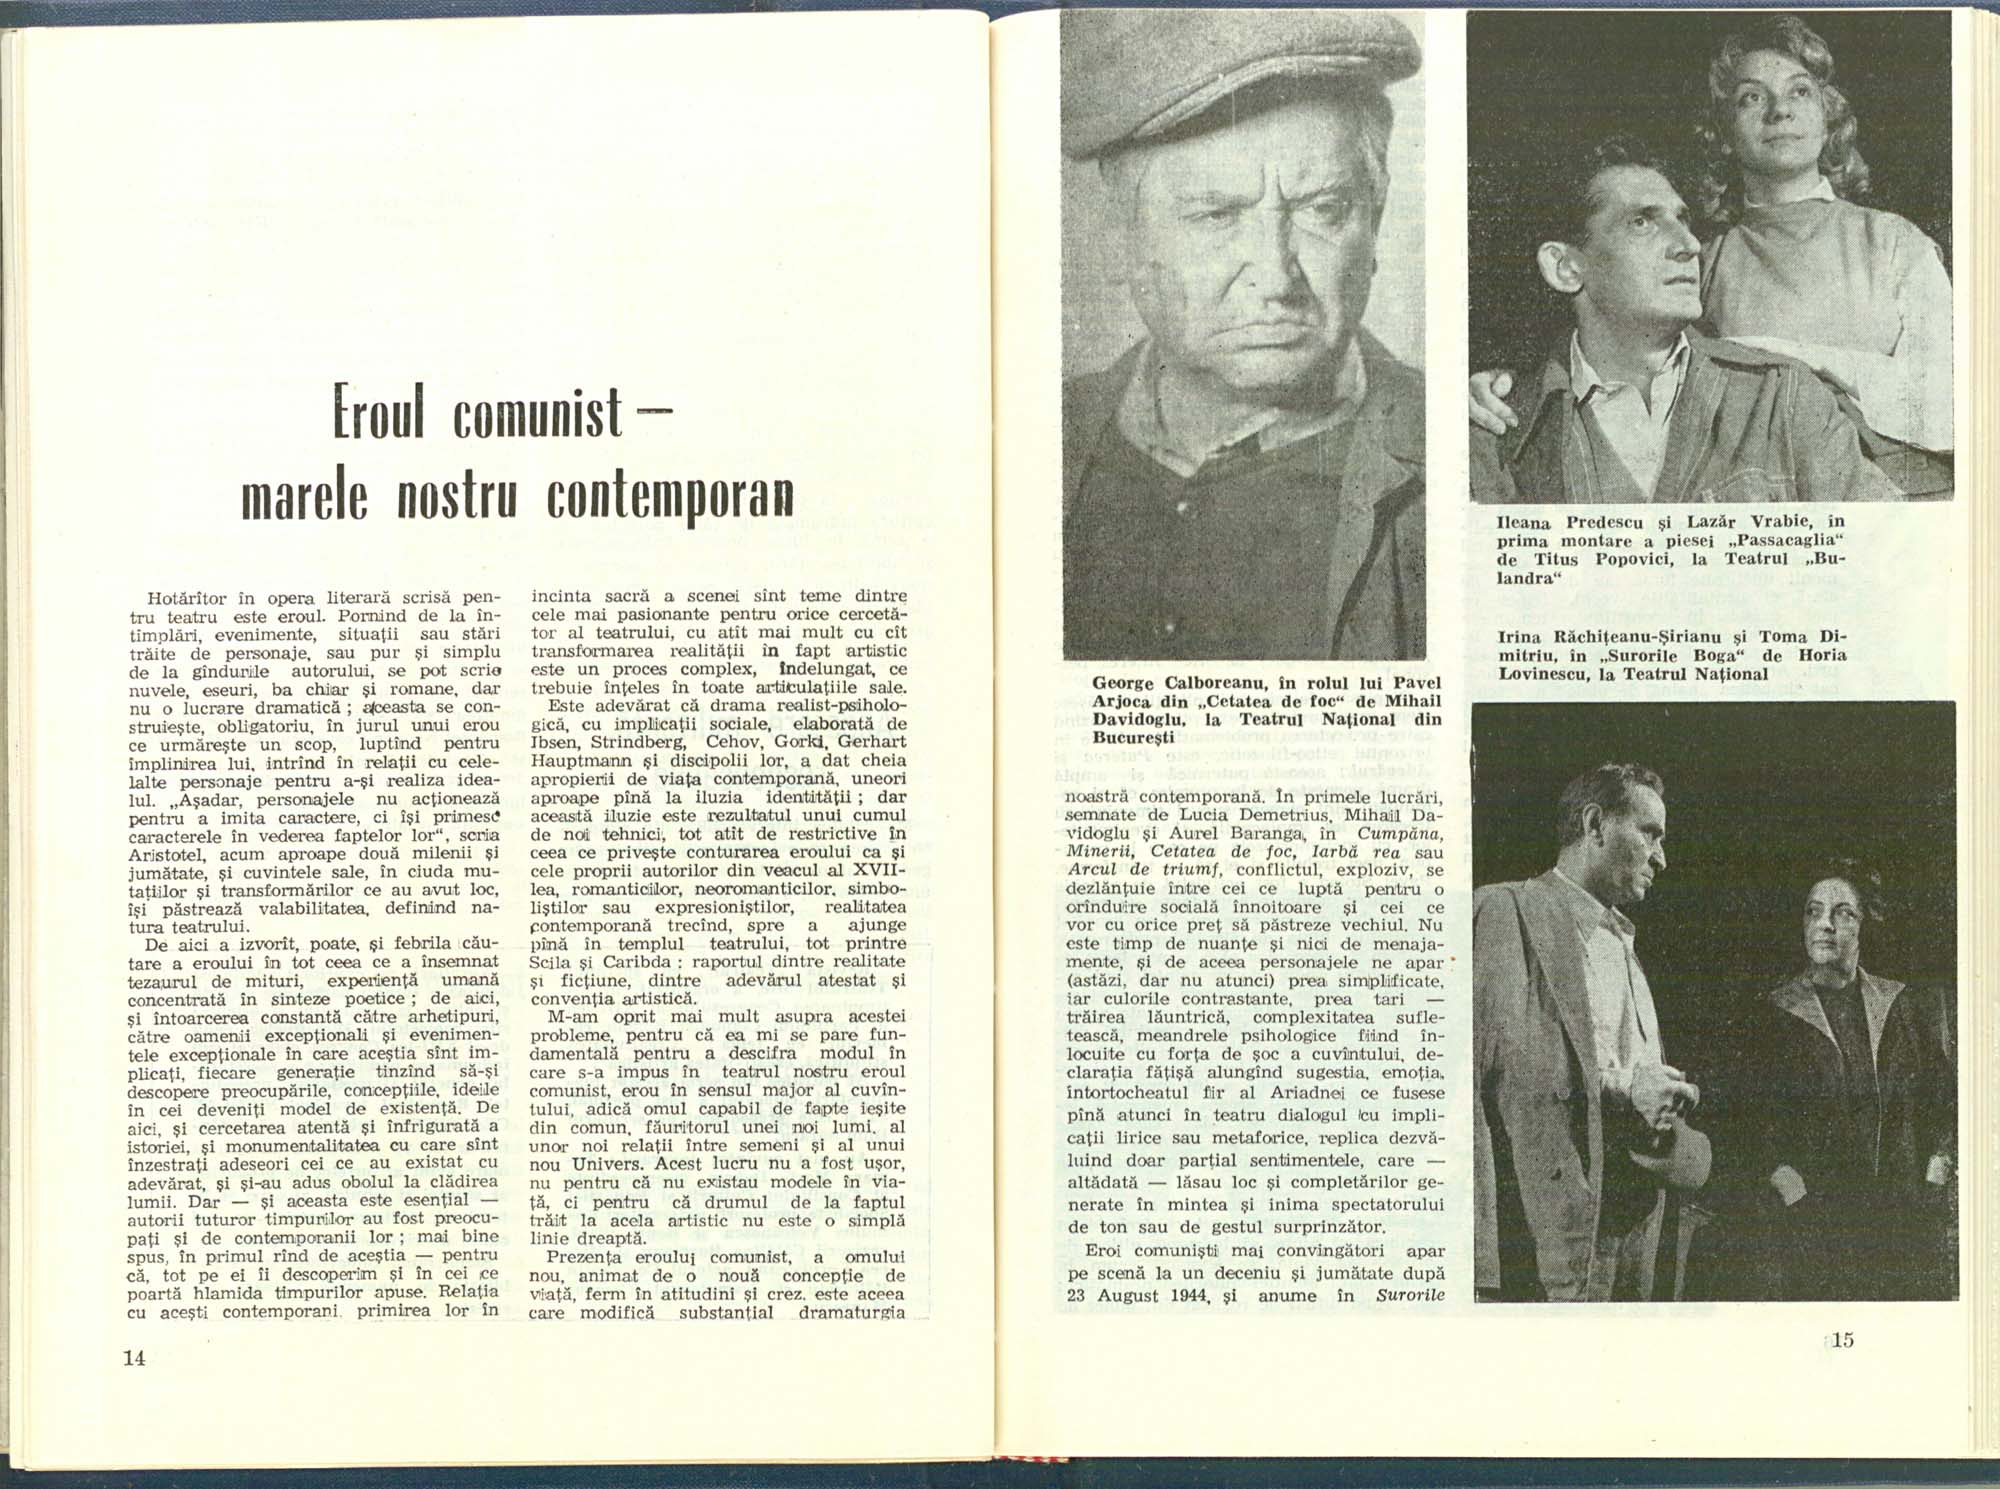 Eroul comunist —
marele nostru contemporan
Hotărîtor în opera literară scrisă pen-
tru teatru este eroul. Pornind de la în-
tîmplări, evenimente, situații sau stări
trăite de personaje, sau pur și simplu
de la gîndurile autorului, se pot scrie
nuvele, eseuri, ba chiar și romane, dar
nu o lucrare dramatică ; aceasta se con-
struiește, obligatoriu, în jurul unui erou
ce urmărește un scop, luptînd pentru
împlinirea lui, intrînd în relații cu cele-
lalte personaje pentru a-și realiza idea-
lul. „Așadar, personajele nu acționează
pentru a imita caractere, ci își primesc
caracterele în vederea faptelor lor“, scria
Aristotel, acum aproape două milenii și
jumătate, și cuvintele sale, în ciuda mu-
tațiilor și transformărilor ce au avut loc,
își păstrează valabilitatea, definind na-
tura teatrului.
De aici a izvorît, poate, și febrila cău-
tare a eroului în tot ceea ce a însemnat
tezaurul de mituri, experiență umană
concentrată în sinteze poetice ; de aici,
și întoarcerea constantă către arhetipuri,
către oamenii excepționali și evenimen-
tele excepționale în care aceștia sînt im-
plicați, fiecare generație tinzînd să-și
descopere preocupările, concepțiile, ideile
în cei deveniți model de existență. De
aici, și cercetarea atentă și înfrigurată a
istoriei, și monumentalitatea cu care sînt
înzestrați adeseori cei ce au existat cu
adevărat, și și-au adus obolul la clădirea
lumii. Dar — și aceasta este esențial —
autorii tuturor timpurilor au fost preocu-
pați și de contemporanii lor ; mai bine
spus, în primul rînd de aceștia — pentru
că, tot pe ei îi descoperim și în cei ce
poartă hlamida timpurilor apuse. Relația
cu acești contemporani, primirea lor în
incinta sacră a scenei sînt teme dintre
cele mai pasionante pentru orice cercetă-
tor al teatrului, cu atît mai mult cu cît
transformarea realității în fapt artistic
este un proces complex, îndelungat, ce
trebuie înțeles în toate articulațiile sale.
Este adevărat că drama realist-psiholo-
gică, cu implicații sociale, elaborată de
Ibsen, Strindberg, Cehov, Gorki, Gerhart
Hauptmann și discipolii lor, a dat cheia
apropierii de viața contemporană, uneori
aproape pînă la iluzia identității ; dar
această iluzie este rezultatul unui cumul
de noi tehnici, tot atît de restrictive în
ceea ce privește conturarea eroului ca și
cele proprii autorilor din veacul al XVII-
lea, romanticilor, neoromanticilor, simbo-
liștilor sau expresioniștilor, realitatea
contemporană trecînd, spre a ajunge
pînă în templul teatrului, tot printre
Scila și Caribda : raportul dintre realitate
și ficțiune, dintre adevărul atestat și
convenția artistică.
M-am oprit mai mult asupra acestei
probleme, pentru că ea mi se pare fun-
damentală pentru a descifra modul în
care s-a impus în teatrul nostru eroul
comunist, erou în sensul major al cuvîn-
tului, adică omul capabil de fapte ieșite
din comun, făuritorul unei noi lumi, al
unor noi relații între semeni și al unui
nou Univers. Acest lucru nu a fost ușor,
nu pentru că nu existau modele în via-
ță, ci pentru că drumul de la faptul
trăit la acela artistic nu este o simplă
linie dreaptă.
Prezența eroului comunist, a omului
nou, animat de o nouă concepție de
viață, ferm în atitudini și crez, este aceea
care modifică substanțial dramaturgia
14
George Calboreanu, în rolul lui Pavel
Arjoca din „Cetatea de foc“ de Mihail
Davidoglu, la Teatrul Național din
București
noastră contemporană. În primele lucrări,
semnate de Lucia Demetrius, Mihail Da-
vidoglu și Aurel Baranga, în Cumpăna,
Minerii, Cetatea de foc, Iarbă rea sau
Arcul de triumf, conflictul, exploziv, se
dezlănțuie între cei ce luptă pentru o
orînduire socială înnoitoare și cei ce
vor cu orice preț să păstreze vechiul. Nu
este timp de nuanțe și nici de menaja-
mente, și de aceea personajele ne apar
(astăzi, dar nu atunci) prea simplificate,
iar culorile contrastante, prea tari —
trăirea lăuntrică, complexitatea sufle-
tească, meandrele psihologice fiind în-
locuite cu forța de șoc a cuvîntului, de-
clarația fățișă alungînd sugestia, emoția,
întortocheatul fir al Ariadnei ce fusese
pînă atunci în teatru dialogul cu impli-
cații lirice sau metaforice, replica dezvă-
luind doar parțial sentimentele, care —
altădată — lăsau loc și completărilor ge-
nerate în mintea și inima spectatorului
de ton sau de gestul surprinzător.
Eroi comuniști mai convingători apar
pe scenă la un deceniu și jumătate după
23 August 1944, și anume în Surorile
Ileana Predescu și Lazăr Vrabie, în
prima montare a piesei „Passacaglia“
de Titus Popovici, la Teatrul „Bu-
landra“
Irina Răchițeanu-Șirianu și Toma Di-
mitriu, în „Surorile Boga“ de Horia
Lovinescu, la Teatrul Național
15